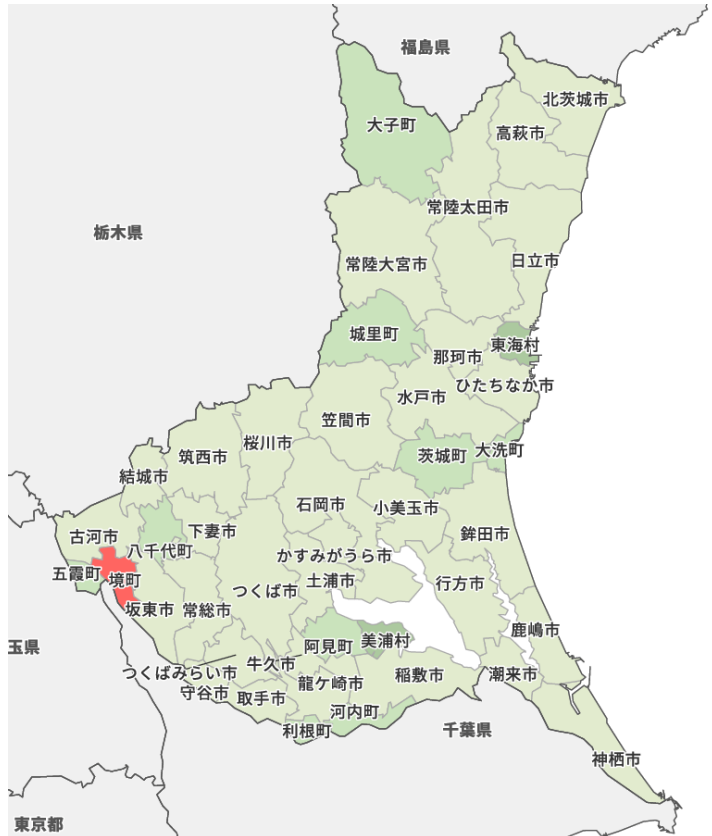 福島県
北茨城市
大子町
高萩市
常陸太田市
栃木県
日立市
常陸大宮市
城里町
東海村
那珂市
ひたちなか市
水戸市
笠間市
桜川市
大洗町
茨城町
筑西市
結城市
石岡市
小美玉市
鉾田市
下妻市
古河市
八千代町
かすみがうら市
五霞町
境町
土浦市
行方市
つくば市
坂東市
常総市
鹿嶋市
阿見町
美浦村
玉県
牛久市
つくばみらい市
稲敷市
潮来市
龍ケ崎市
守谷市
取手市
河内町
利根町
千葉県
神栖市
東京都